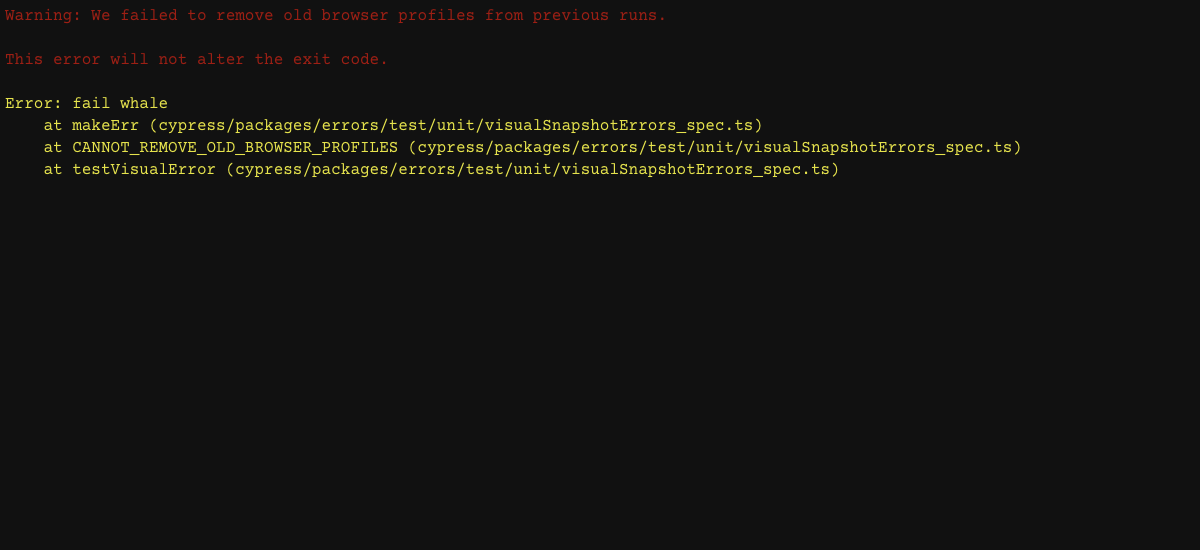 Warning: We failed to remove old browser profiles from previous runs.
This error will not alter the exit code.
Error: fail whale
at makeErr (cypress/packages/errors/test/unit/visualSnapshotErrors_spec.ts)
at CANNOT_REMOVE_OLD_BROWSER_PROFILES (cypress/packages/errors/test/unit/visualSnapshotErrors_spec.ts)
at testVisualError (cypress/packages/errors/test/unit/visualSnapshotErrors_spec.ts)